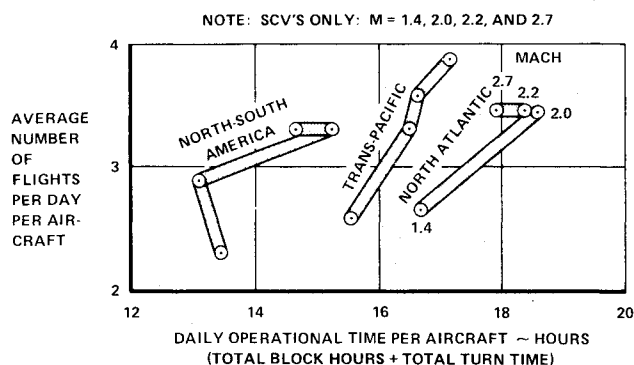 NOTE: SCV'S ONLY: M = 1.4, 2.0, 2.2, AND 2.7
4
3
2
AVERAGE
NUMBER
OF
FLIGHTS
PER DAY
PER AIR-
CRAFT
NORTH-SOUTH
AMERICA
TRANS-PACIFIC
NORTH ATLANTIC
MACH
2.7
2.2
2.0
1.4
12
14
16
18
20
DAILY OPERATIONAL TIME PER AIRCRAFT ~ HOURS
(TOTAL BLOCK HOURS + TOTAL TURN TIME)